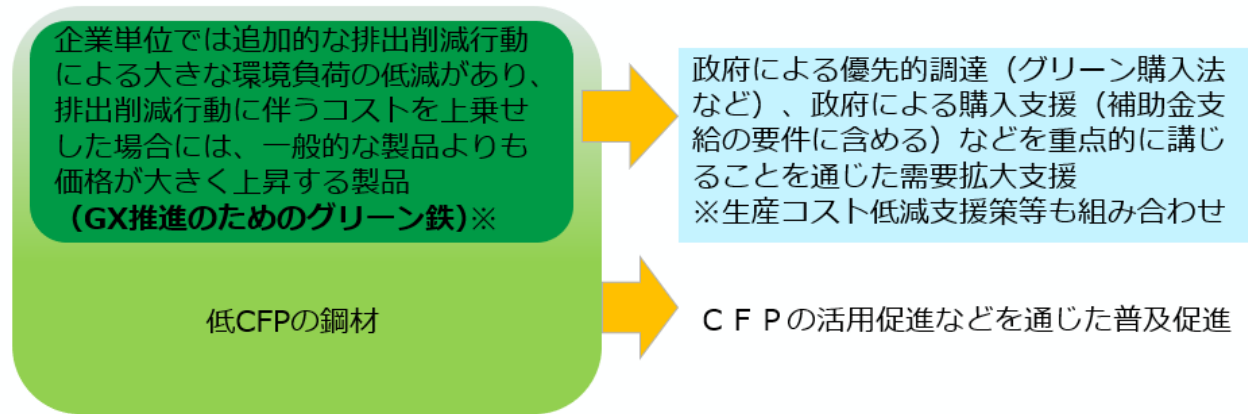 企業単位では追加的な排出削減行動
による大きな環境負荷の低減があり、
排出削減行動に伴うコストを上乗せ
した場合には、一般的な製品よりも
価格が大きく上昇する製品
（GX推進のためのグリーン鉄）※
政府による優先的調達（グリーン購入法
など）、政府による購入支援（補助金支
給の要件に含める）などを重点的に講じ
ることを通じた需要拡大支援
※生産コスト低減支援策等も組み合わせ
低CFPの鋼材
ＣＦＰの活用促進などを通じた普及促進